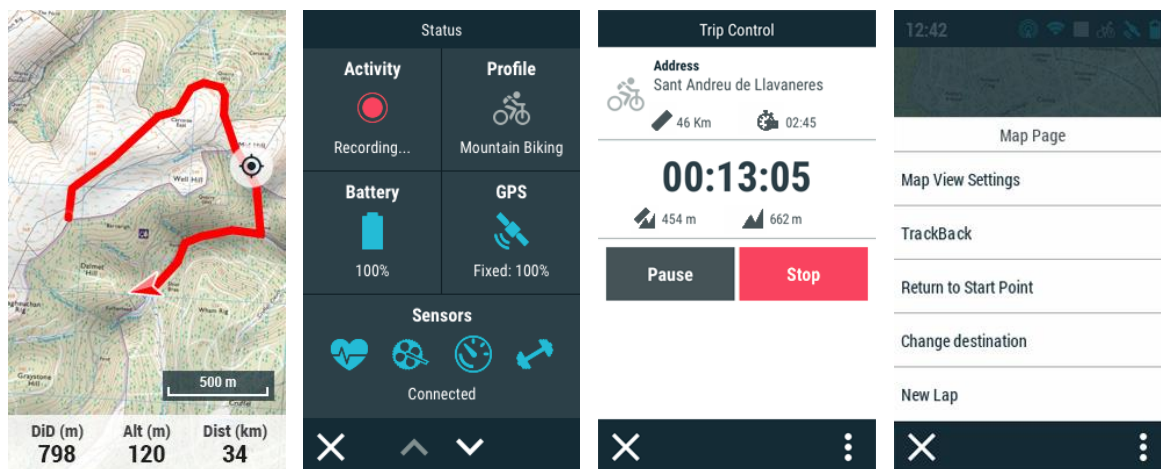 Well Hill
500 m
DiD (m)
798
Alt (m)
120
Dist (km)
34
Status
Activity
Recording...
Profile
Mountain Biking
Battery
100%
GPS
Fixed: 100%
Sensors
Connected
Trip Control
Address
Sant Andreu de Llavaneres
46 Km
02:45
00:13:05
454 m
662 m
Pause
Stop
12:42
Map Page
Map View Settings
TrackBack
Return to Start Point
Change destination
New Lap